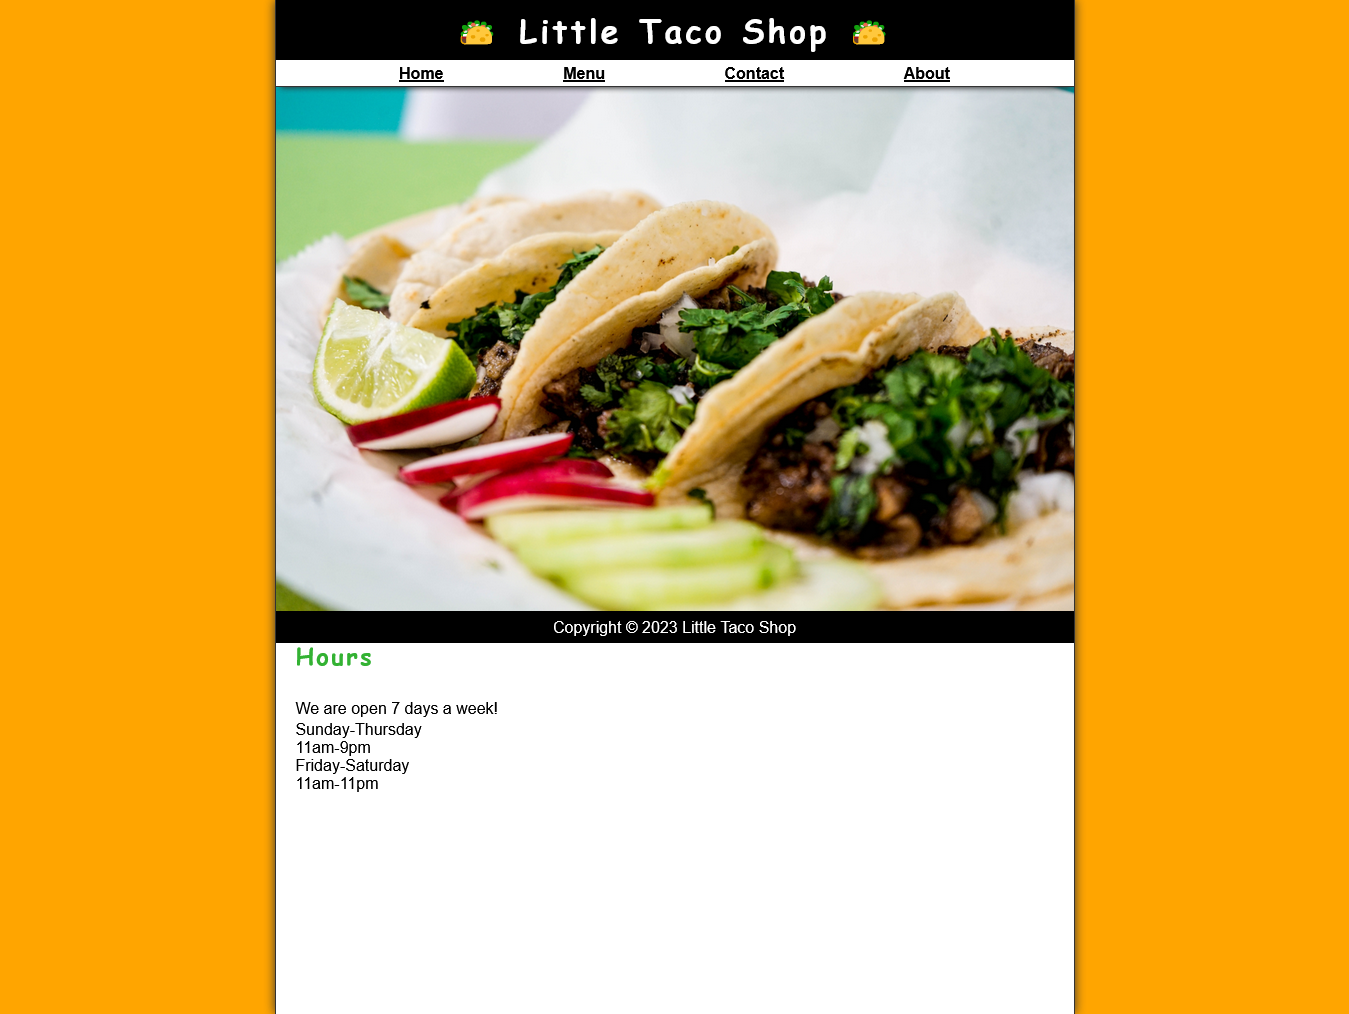 Little Taco Shop
Home Menu Contact About
Copyright © 2023 Little Taco Shop
Hours
We are open 7 days a week!
Sunday-Thursday
11am-9pm
Friday-Saturday
11am-11pm